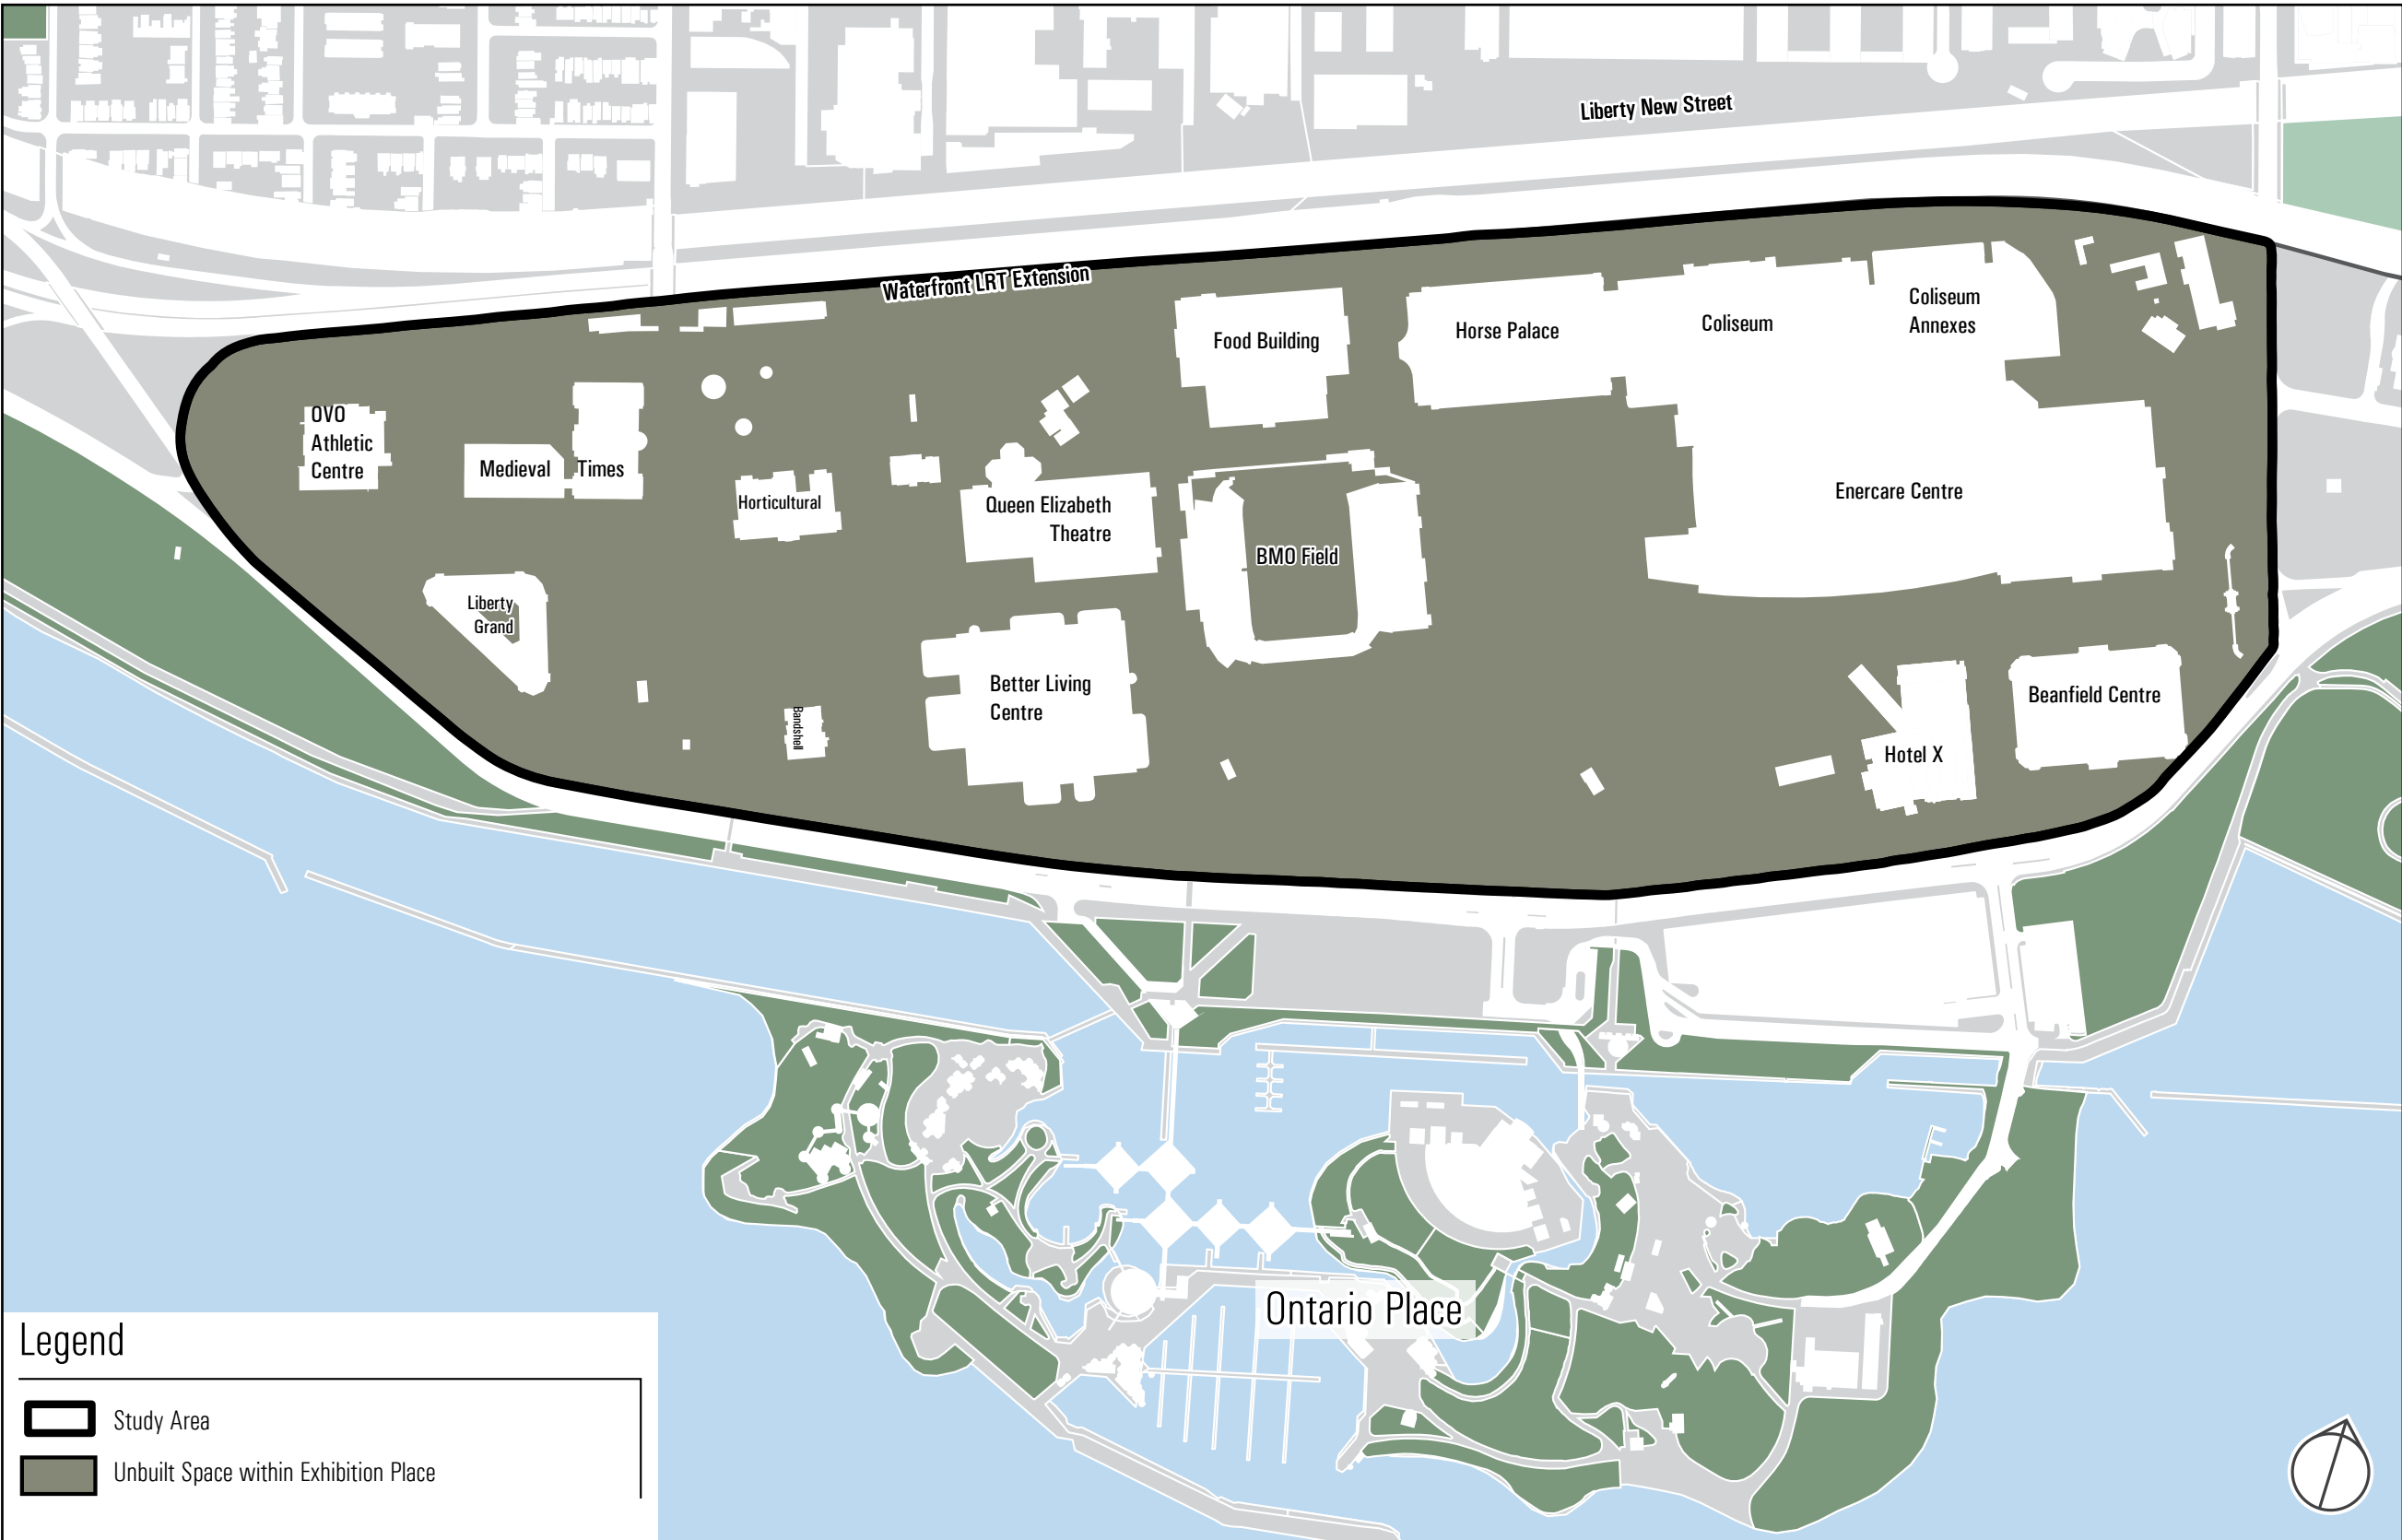 Liberty New Street
Waterfront LRT Extension
Food Building
Horse Palace
Coliseum
Coliseum
Annexes
OVO
Athletic
Centre
Medieval Times
Horticultural
Queen Elizabeth
Theatre
BMO Field
Enercare Centre
Liberty
Grand
Bandshell
Better Living
Centre
Hotel X
Beanfield Centre
Ontario Place
Legend
Study Area
Unbuilt Space within Exhibition Place